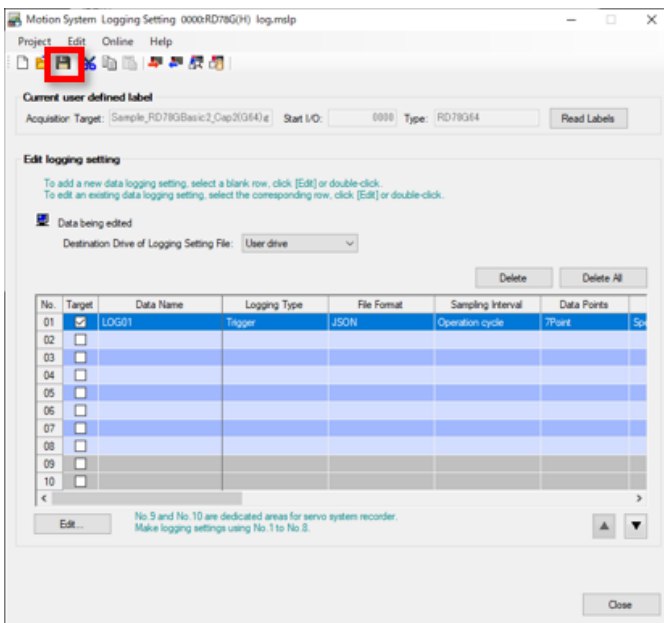 Motion System Logging Setting 0000:RD78G(H) log.mslp
Project Edit Online Help
Current user defined label
Acquisition Target: Sample_RD78GBasic2_Cap2(G64) Start I/O: 0000 Type: RD78G64 Read Labels
Edit logging setting
To add a new data logging setting, select a blank row, click [Edit] or double-click.
To edit an existing data logging setting, select the corresponding row, click [Edit] or double-click.
Data being edited
Destination Drive of Logging Setting File: User drive
Delete Delete All
No. Target Data Name Logging Type File Format Sampling Interval Data Points
01 LOG01 Trigger JSON Operation cycle 7Point Spe
02
03
04
05
06
07
08
09
10
Edit... No.9 and No.10 are dedicated areas for servo system recorder.
Make logging settings using No.1 to No.8.
Close